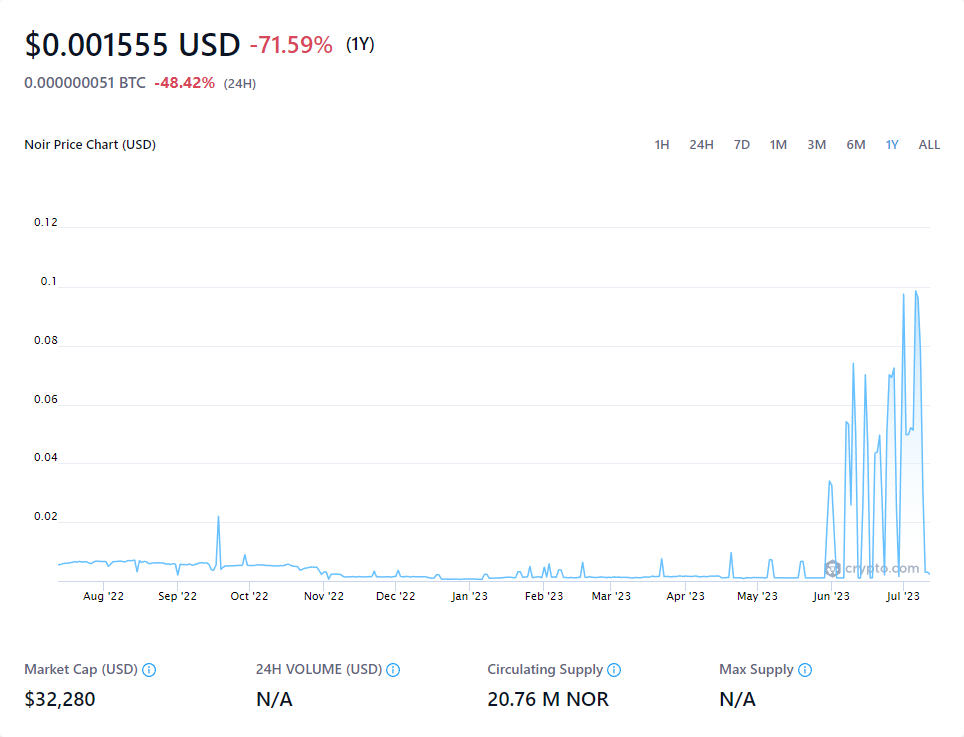 $0.001555 USD -71.59% (1Y)
0.000000051 BTC -48.42% (24H)
Noir Price Chart (USD) 1H 24H 7D 1M 3M 6M 1Y ALL
0.12
0.1
0.08
0.06
0.04
0.02
crypto.com
Aug '22 Sep '22 Oct '22 Nov '22 Dec '22 Jan '23 Feb '23 Mar '23 Apr '23 May '23 Jun '23 Jul '23
Market Cap (USD) 24H VOLUME (USD) Circulating Supply Max Supply
$32,280 N/A 20.76 M NOR N/A